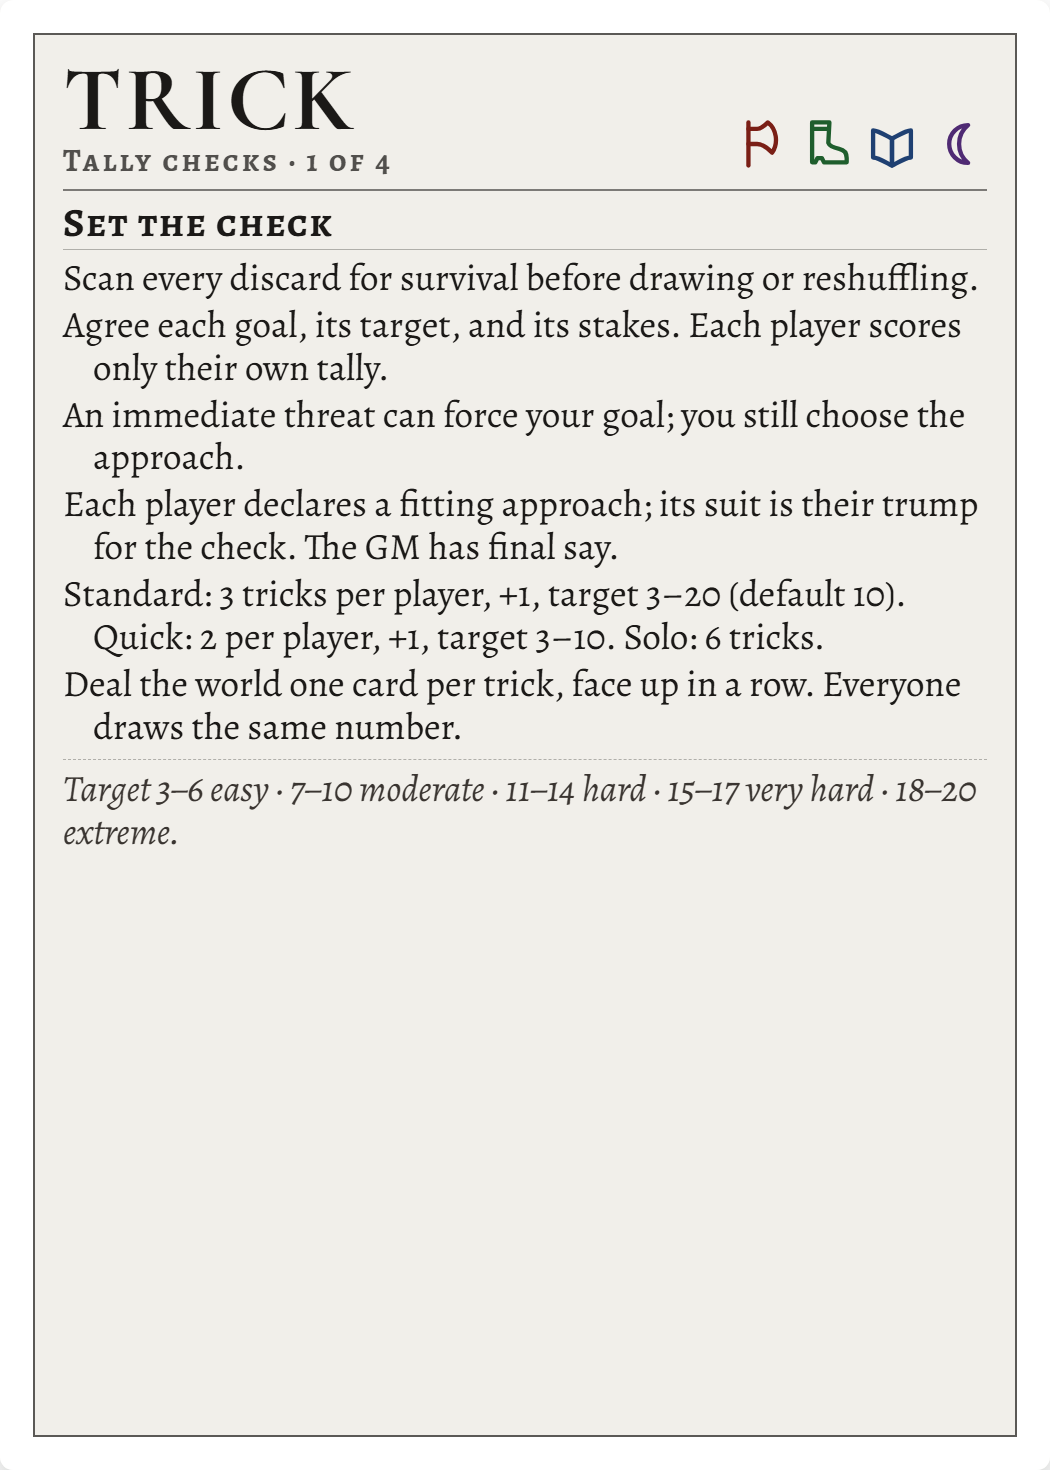 TRICK
Tally checks · 1 of 4
Set the check
Scan every discard for survival before drawing or reshuffling.
Agree each goal, its target, and its stakes. Each player scores
only their own tally.
An immediate threat can force your goal; you still choose the
approach.
Each player declares a fitting approach; its suit is their trump
for the check. The GM has final say.
Standard: 3 tricks per player, +1, target 3–20 (default 10).
Quick: 2 per player, +1, target 3–10. Solo: 6 tricks.
Deal the world one card per trick, face up in a row. Everyone
draws the same number.
Target 3–6 easy · 7–10 moderate · 11–14 hard · 15–17 very hard · 18–20
extreme.